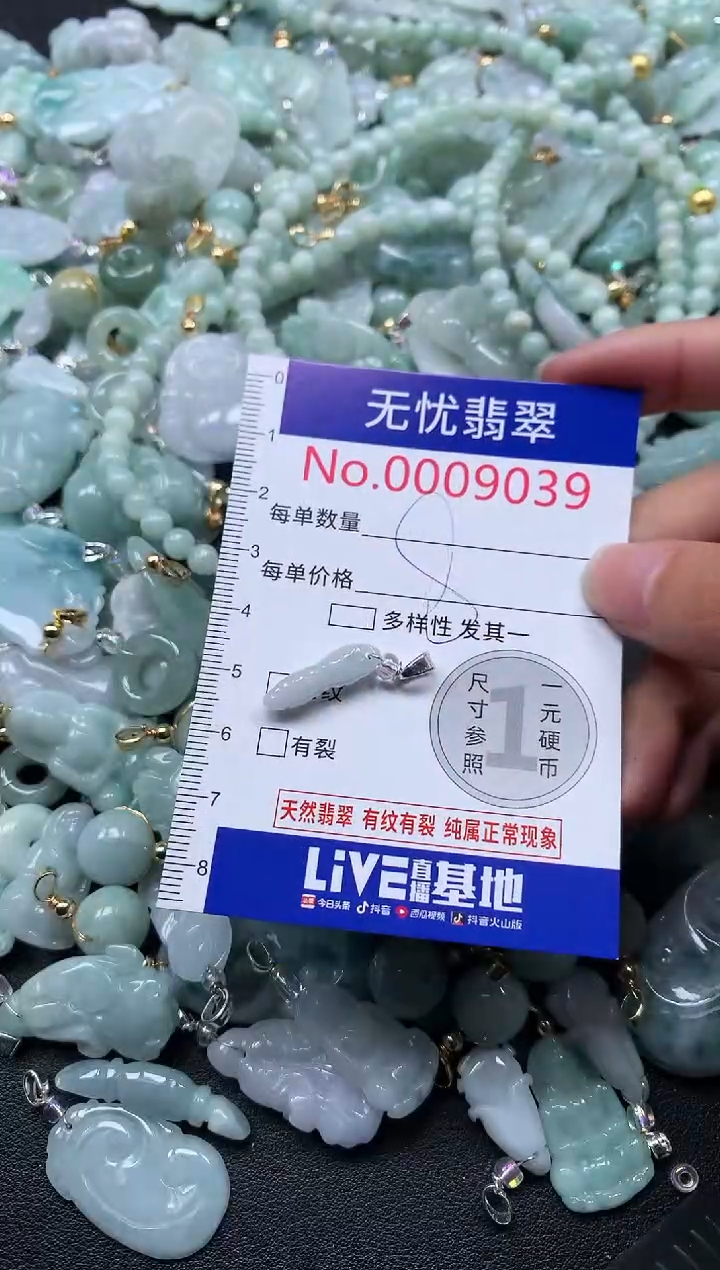 0
无忧翡翠
1
No.0009039
2
每单数量
3
每单价格
4
多样性 发其一
5
纹
尺寸参照
1
一元硬币
6
有裂
7
天然翡翠 有纹有裂 纯属正常现象
8
LiVE直播基地
今日头条 抖音 西瓜视频 抖音火山版